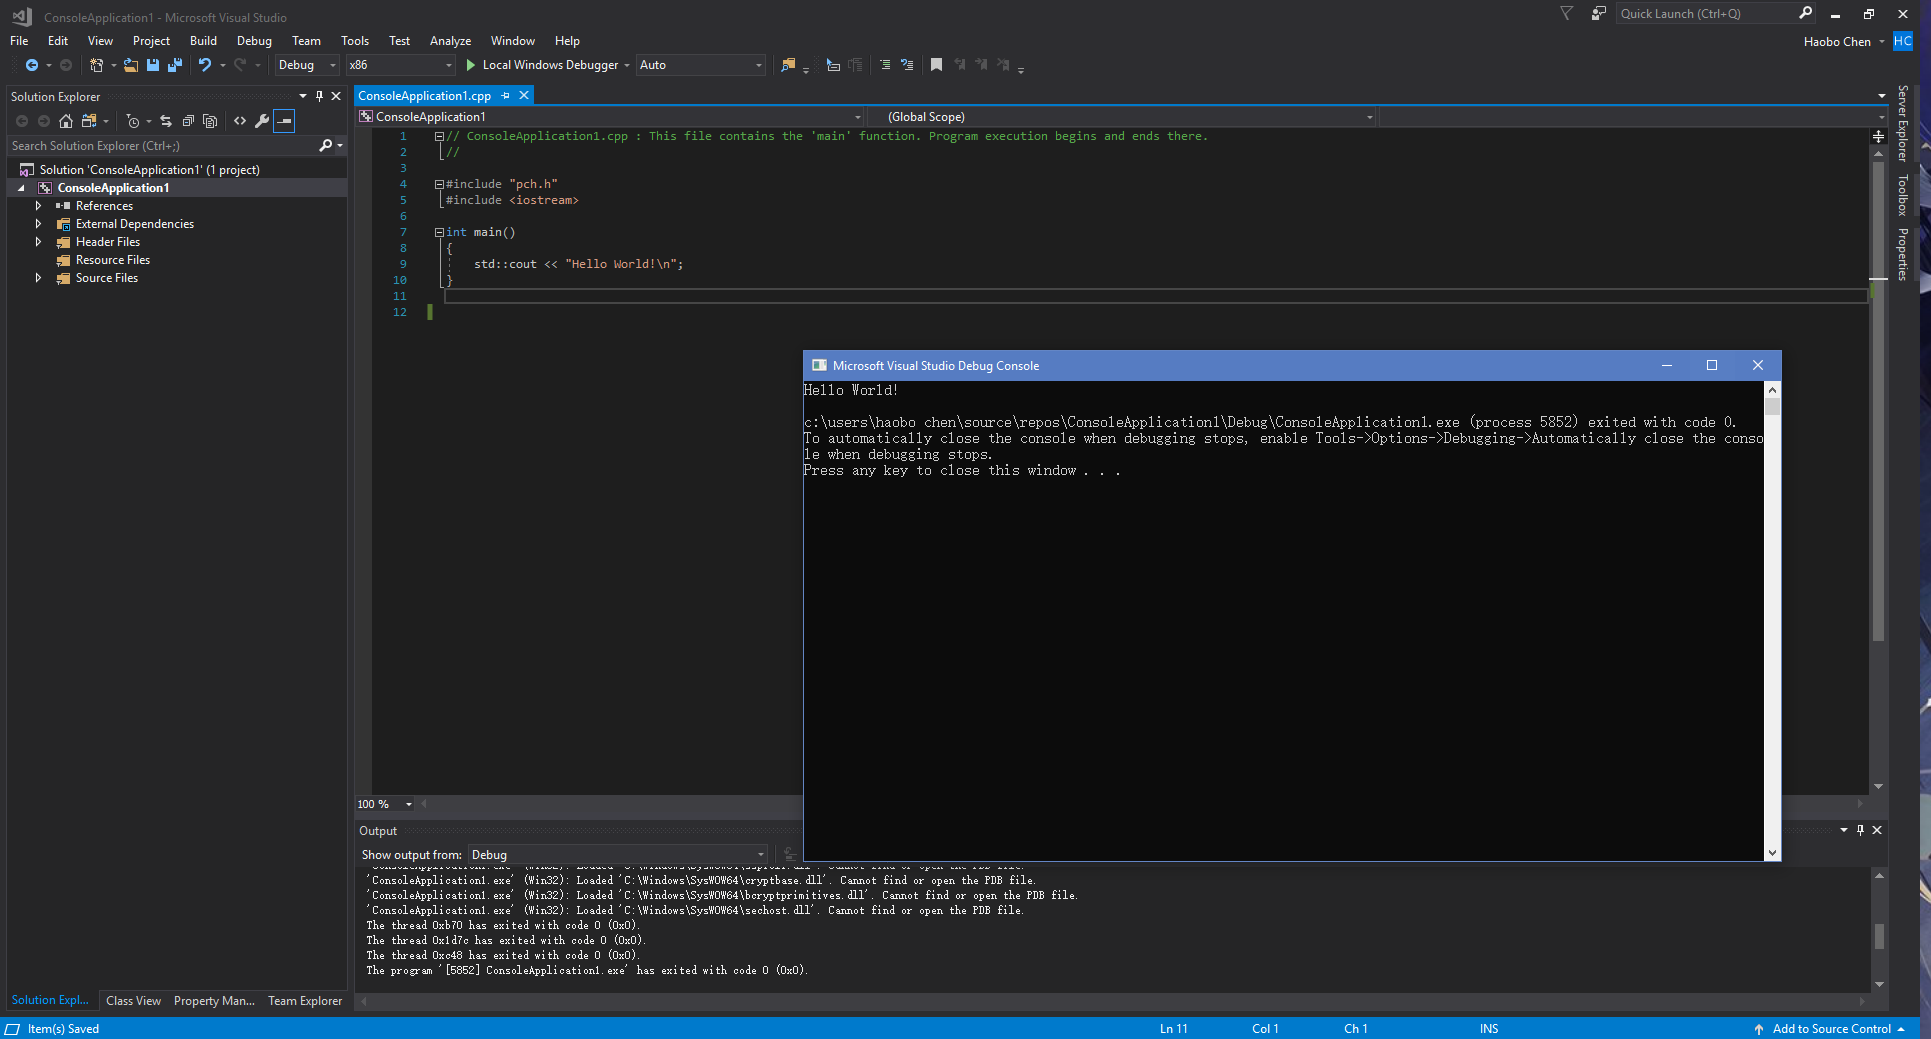 ConsoleApplication1 - Microsoft Visual Studio
Quick Launch (Ctrl+Q)
File Edit View Project Build Debug Team Tools Test Analyze Window Help
Haobo Chen HC
Debug x86 Local Windows Debugger Auto
Solution Explorer
Search Solution Explorer (Ctrl+;)
Solution 'ConsoleApplication1' (1 project)
ConsoleApplication1
References
External Dependencies
Header Files
Resource Files
Source Files
Solution Expl... Class View Property Man... Team Explorer
ConsoleApplication1.cpp
ConsoleApplication1 (Global Scope)
1 // ConsoleApplication1.cpp : This file contains the 'main' function. Program execution begins and ends there.
2 //
3
4 #include "pch.h"
5 #include <iostream>
6
7 int main()
8 {
9 std::cout << "Hello World!\n";
10 }
11
12
100 %
Microsoft Visual Studio Debug Console
Hello World!
c:\users\haobo chen\source\repos\ConsoleApplication1\Debug\ConsoleApplication1.exe (process 5852) exited with code 0.
To automatically close the console when debugging stops, enable Tools->Options->Debugging->Automatically close the conso
le when debugging stops.
Press any key to close this window . . .
Output
Show output from: Debug
'ConsoleApplication1.exe' (Win32): Loaded 'C:\Windows\SysWOW64\cryptbase.dll'. Cannot find or open the PDB file.
'ConsoleApplication1.exe' (Win32): Loaded 'C:\Windows\SysWOW64\bcryptprimitives.dll'. Cannot find or open the PDB file.
'ConsoleApplication1.exe' (Win32): Loaded 'C:\Windows\SysWOW64\sechost.dll'. Cannot find or open the PDB file.
The thread 0xb70 has exited with code 0 (0x0).
The thread 0x1d7c has exited with code 0 (0x0).
The thread 0xc48 has exited with code 0 (0x0).
The program '[5852] ConsoleApplication1.exe' has exited with code 0 (0x0).
Server Explorer
Toolbox
Properties
Item(s) Saved
Ln 11 Col 1 Ch 1 INS
Add to Source Control